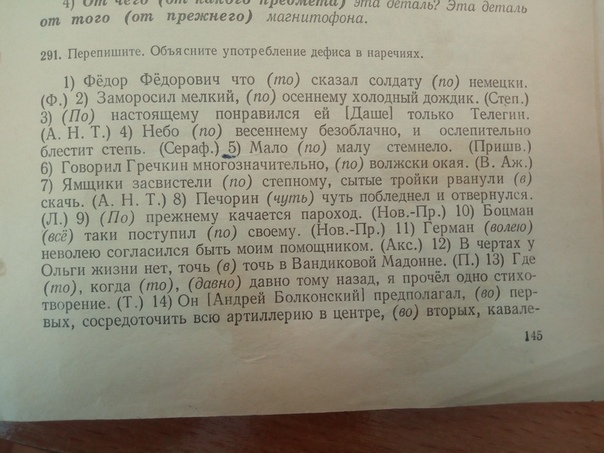 4) От чего (от какого предмета) эта деталь? Эта деталь
от того (от прежнего) магнитофона.
291. Перепишите. Объясните употребление дефиса в наречиях.
1) Фёдор Фёдорович что (то) сказал солдату (по) немецки.
(Ф.) 2) Заморосил мелкий, (по) осеннему холодный дождик. (Степ.)
3) (По) настоящему понравился ей [Даше] только Телегин.
(А. Н. Т.) 4) Небо (по) весеннему безоблачно, и ослепительно
блестит степь. (Сераф.) 5) Мало (по) малу стемнело. (Пришв.)
6) Говорил Гречкин многозначительно, (по) волжски окая. (В. Аж.)
7) Ямщики засвистели (по) степному, сытые тройки рванули (в)
скачь. (А. Н. Т.) 8) Печорин (чуть) чуть побледнел и отвернулся.
(Л.) 9) (По) прежнему качается пароход. (Нов.-Пр.) 10) Боцман
(всё) таки поступил (по) своему. (Нов.-Пр.) 11) Герман (волею)
неволею согласился быть моим помощником. (Акс.) 12) В чертах у
Ольги жизни нет, точь (в) точь в Вандиковой Мадонне. (П.) 13) Где
(то), когда (то), (давно) давно тому назад, я прочёл одно стихо-
творение. (Т.) 14) Он [Андрей Болконский] предполагал, (во) пер-
вых, сосредоточить всю артиллерию в центре, (во) вторых, кавале-
145